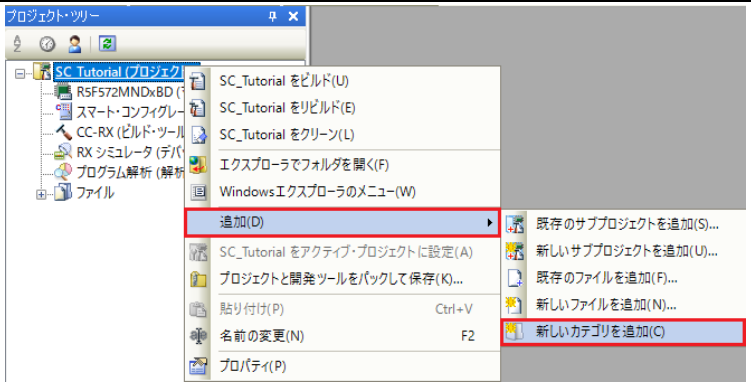 プロジェクト・ツリー
SC_Tutorial (プロジェクト
R5F572MNDxBD (マ
スマート・コンフィグレー
CC-RX (ビルド・ツール
RX シミュレータ (デバ
プログラム解析 (解析
ファイル
SC_Tutorial をビルド(U)
SC_Tutorial をリビルド(E)
SC_Tutorial をクリーン(L)
エクスプローラでフォルダを開く(F)
Windowsエクスプローラのメニュー(W)
追加(D)
SC_Tutorial をアクティブ・プロジェクトに設定(A)
プロジェクトと開発ツールをパックして保存(K)...
貼り付け(P) Ctrl+V
名前の変更(N) F2
プロパティ(P)
既存のサブプロジェクトを追加(S)...
新しいサブプロジェクトを追加(U)...
既存のファイルを追加(F)...
新しいファイルを追加(N)...
新しいカテゴリを追加(C)